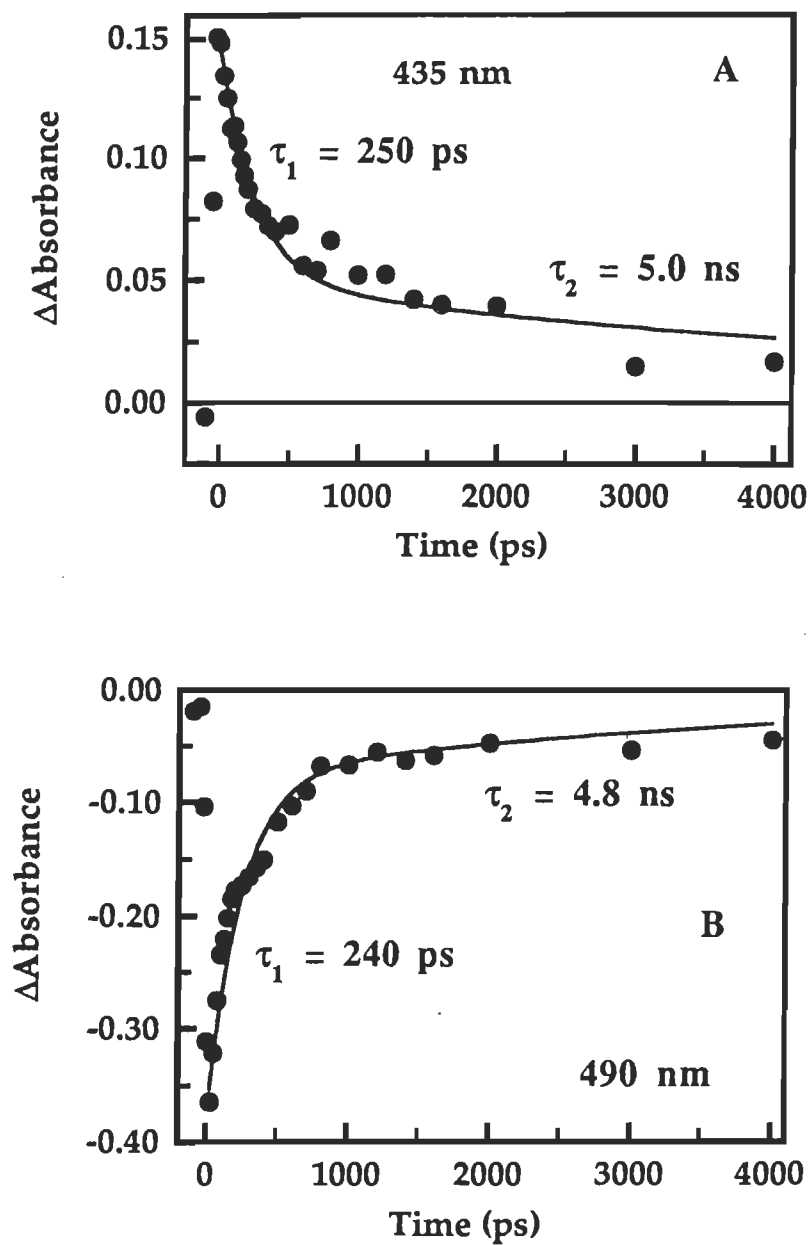 A
435 nm
τ1 = 250 ps
τ2 = 5.0 ns
0.15
0.10
0.05
0.00
ΔAbsorbance
0 1000 2000 3000 4000
Time (ps)
0.00
-0.10
-0.20
-0.30
-0.40
ΔAbsorbance
τ2 = 4.8 ns
B
τ1 = 240 ps
490 nm
0 1000 2000 3000 4000
Time (ps)